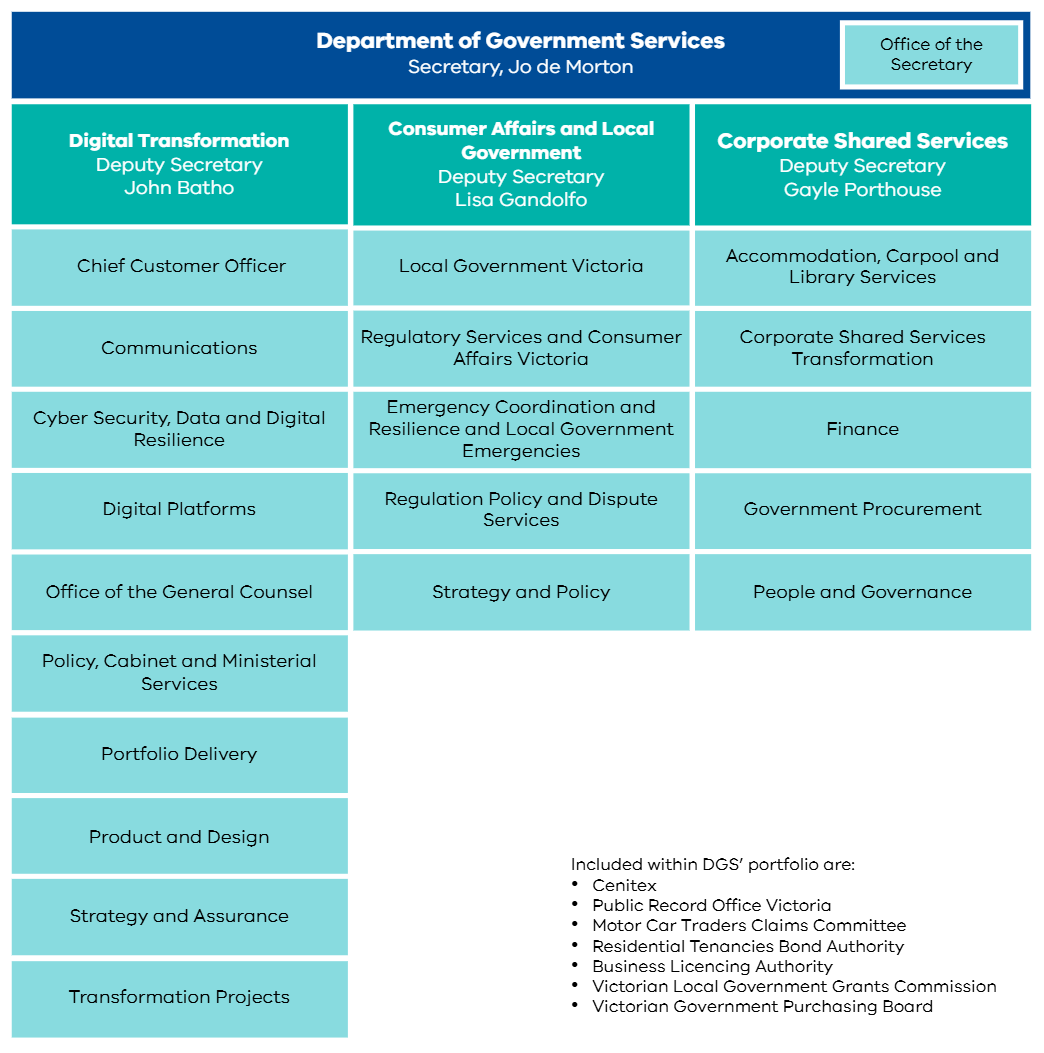 Department of Government Services
Secretary, Jo de Morton
Office of the
Secretary
Digital Transformation
Deputy Secretary
John Batho
Chief Customer Officer
Communications
Cyber Security, Data and Digital
Resilience
Digital Platforms
Office of the General Counsel
Policy, Cabinet and Ministerial
Services
Portfolio Delivery
Product and Design
Strategy and Assurance
Transformation Projects
Consumer Affairs and Local
Government
Deputy Secretary
Lisa Gandolfo
Local Government Victoria
Regulatory Services and Consumer
Affairs Victoria
Emergency Coordination and
Resilience and Local Government
Emergencies
Regulation Policy and Dispute
Services
Strategy and Policy
Corporate Shared Services
Deputy Secretary
Gayle Porthouse
Accommodation, Carpool and
Library Services
Corporate Shared Services
Transformation
Finance
Government Procurement
People and Governance
Included within DGS’ portfolio are:
• Cenitex
• Public Record Office Victoria
• Motor Car Traders Claims Committee
• Residential Tenancies Bond Authority
• Business Licencing Authority
• Victorian Local Government Grants Commission
• Victorian Government Purchasing Board